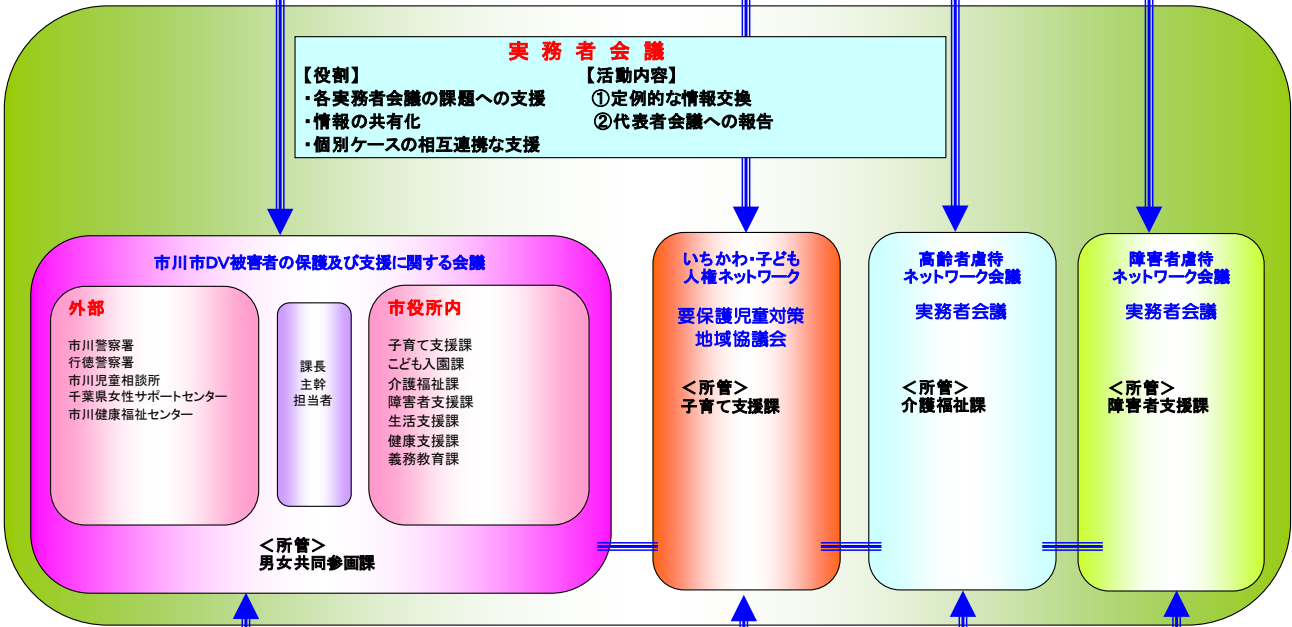 実務者会議
【役割】
・各実務者会議の課題への支援
・情報の共有化
・個別ケースの相互連携な支援
【活動内容】
①定例的な情報交換
②代表者会議への報告
市川市DV被害者の保護及び支援に関する会議
外部
市川警察署
行徳警察署
市川児童相談所
千葉県女性サポートセンター
市川健康福祉センター
課長
主幹
担当者
市役所内
子育て支援課
こども入園課
介護福祉課
障害者支援課
生活支援課
健康支援課
義務教育課
＜所管＞
男女共同参画課
いちかわ・子ども
人権ネットワーク
要保護児童対策
地域協議会
＜所管＞
子育て支援課
高齢者虐待
ネットワーク会議
実務者会議
＜所管＞
介護福祉課
障害者虐待
ネットワーク会議
実務者会議
＜所管＞
障害者支援課